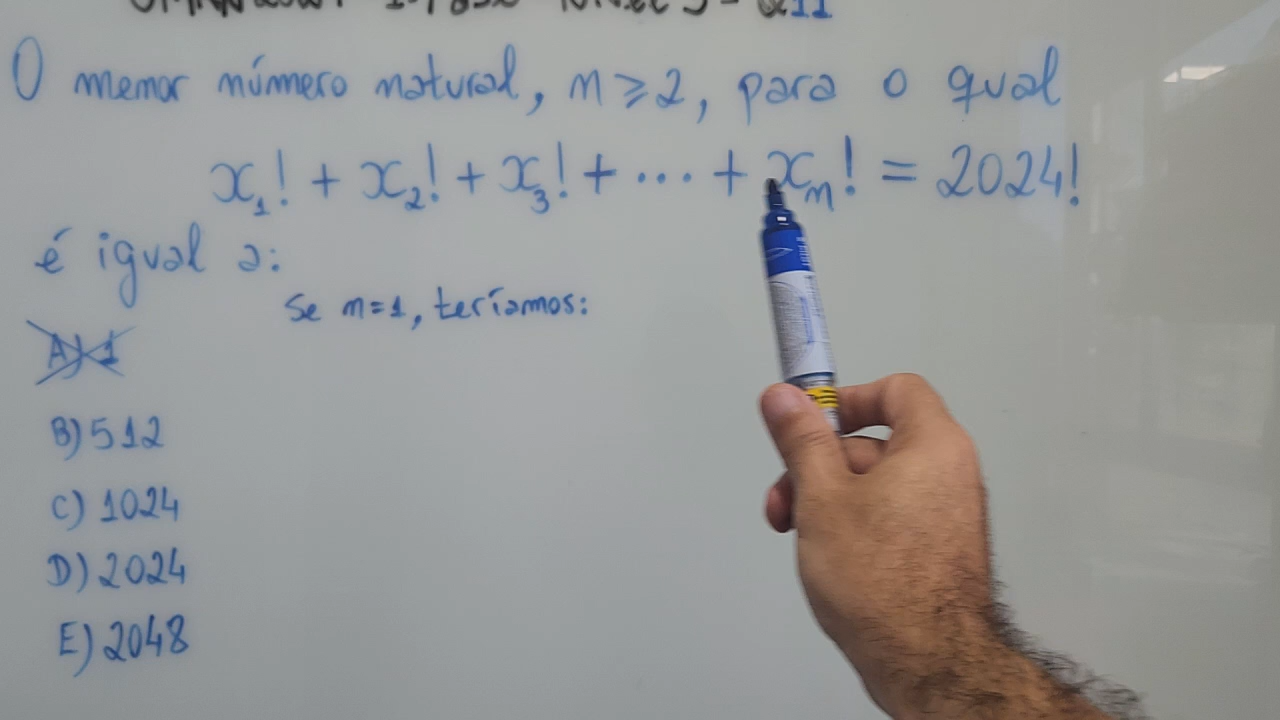 O menor número natural, n ≥ 2, para o qual
x₁! + x₂! + x₃! + ... + xₙ! = 2024!
é igual a:
Se n=1, teríamos:
A) 1
B) 512
C) 1024
D) 2024
E) 2048